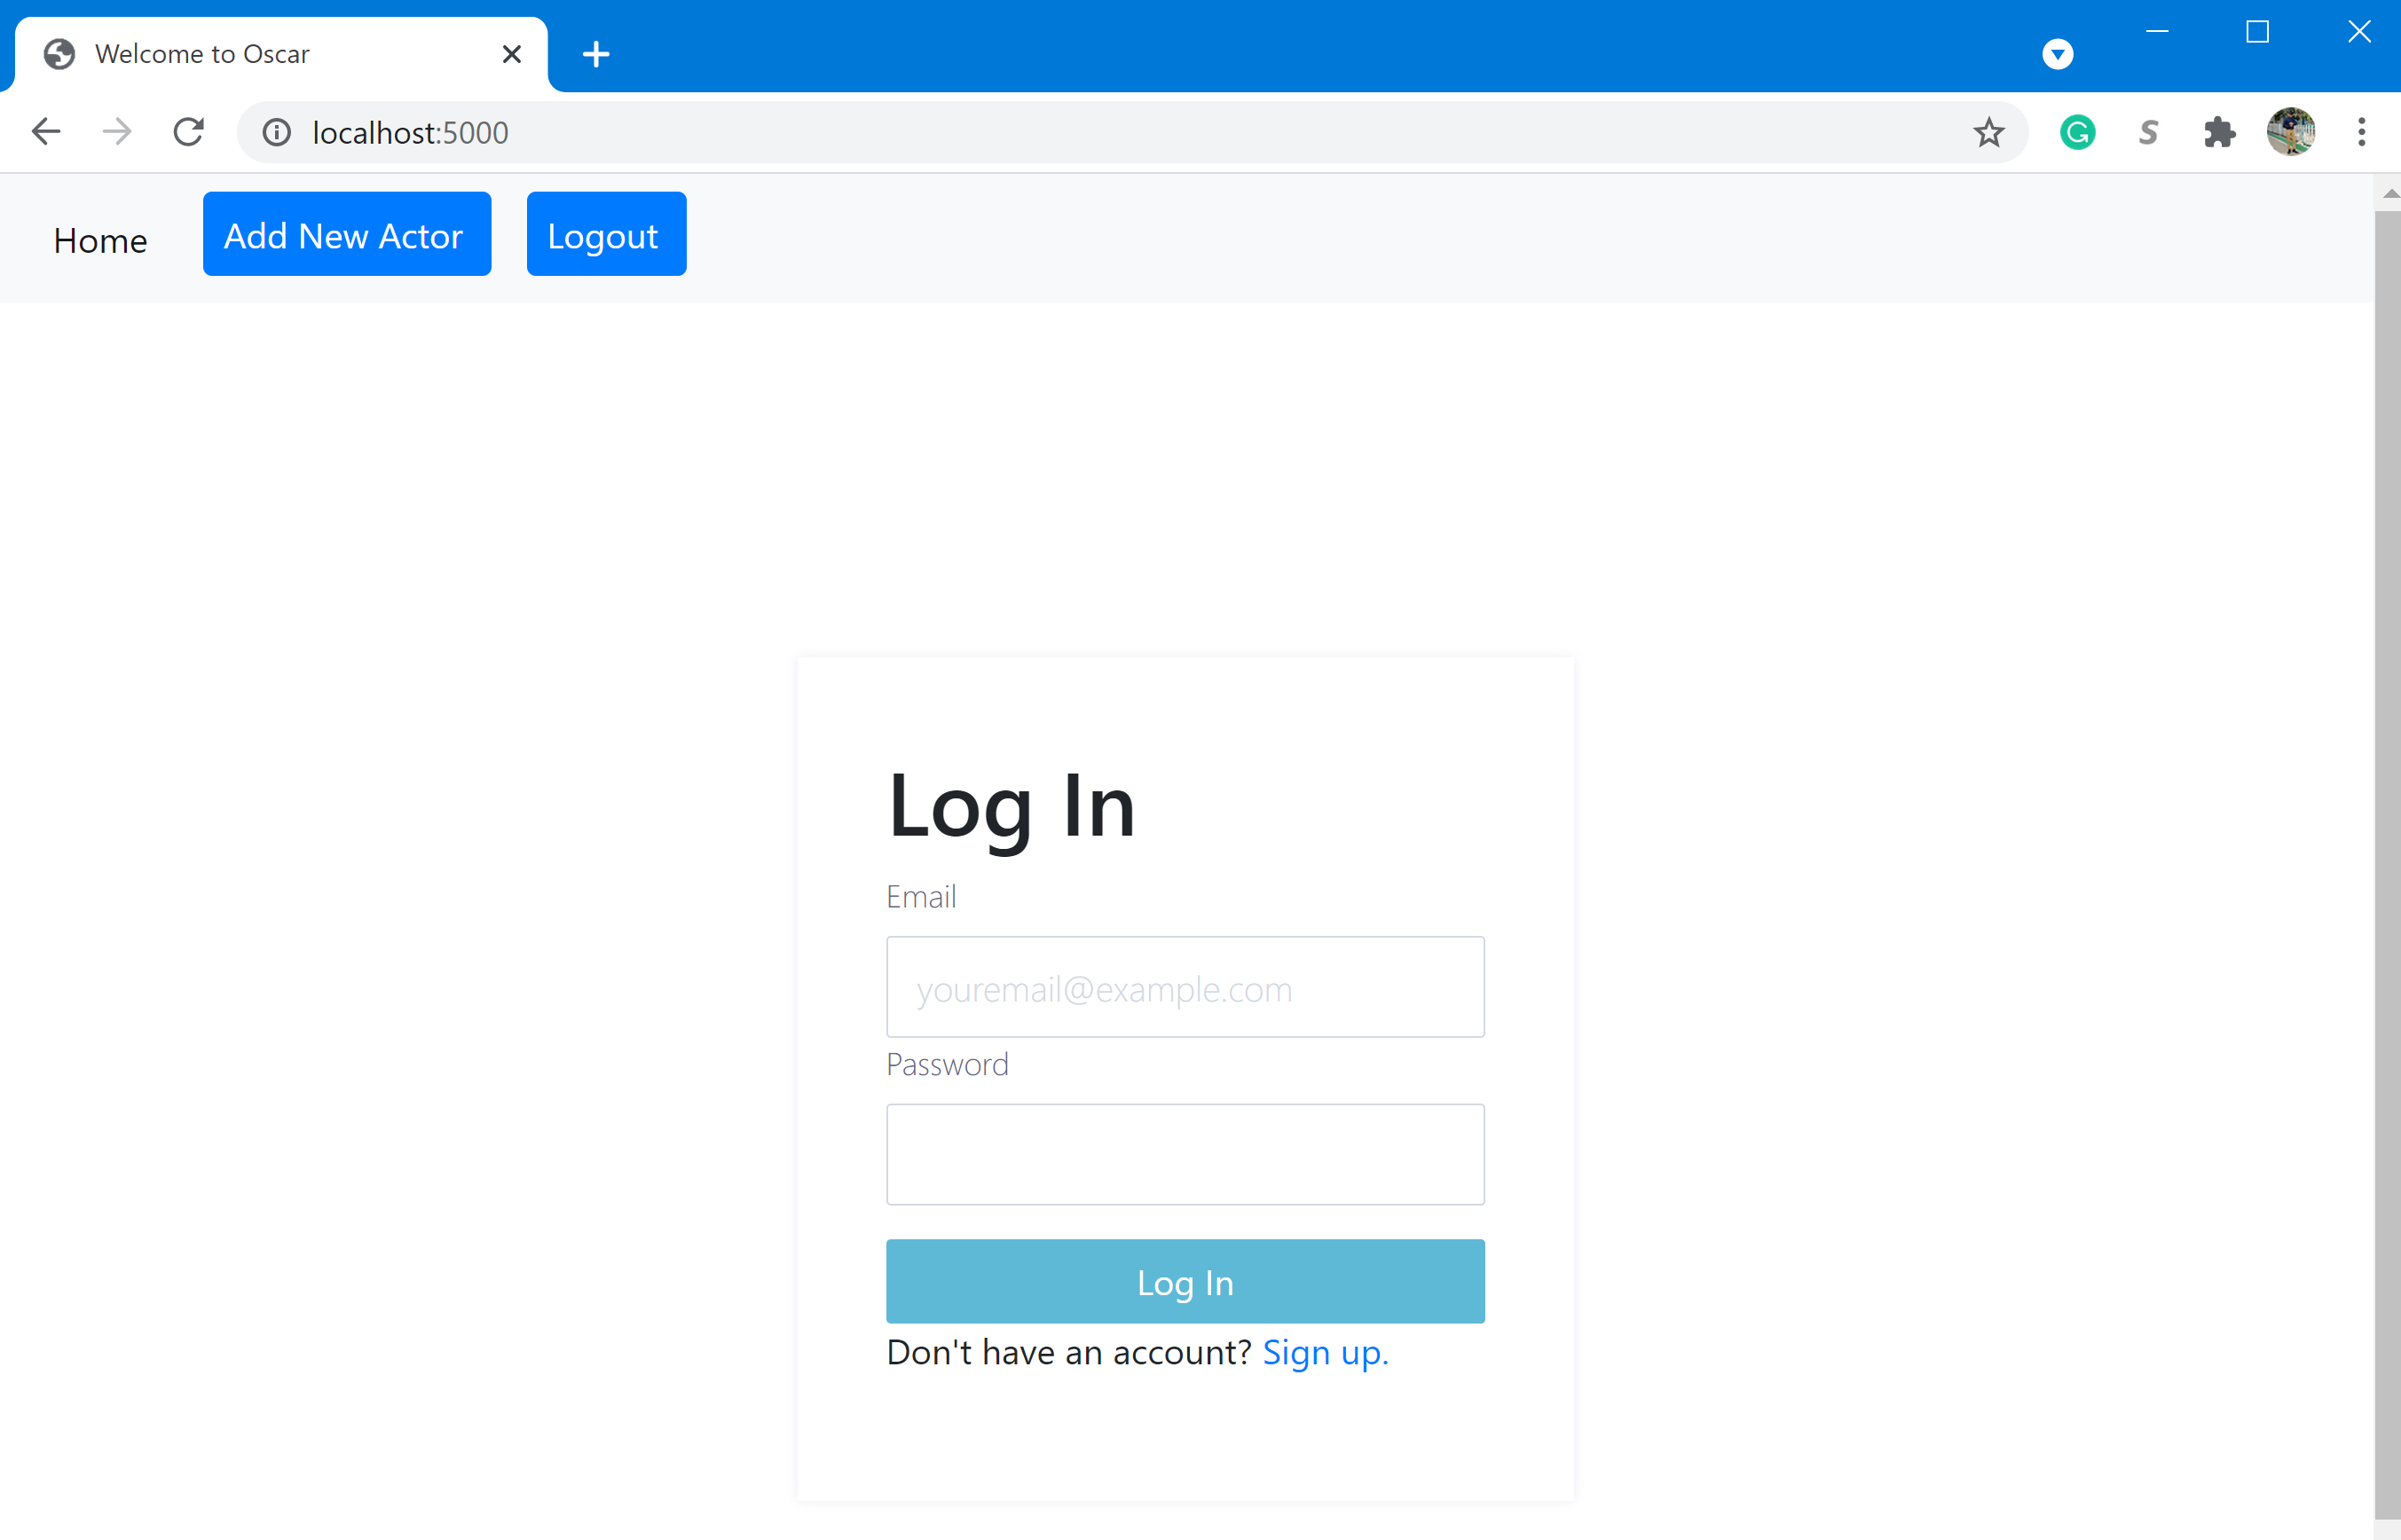 Welcome to Oscar
localhost:5000
Home Add New Actor Logout
Log In
Email
youremail@example.com
Password
Log In
Don't have an account? Sign up.